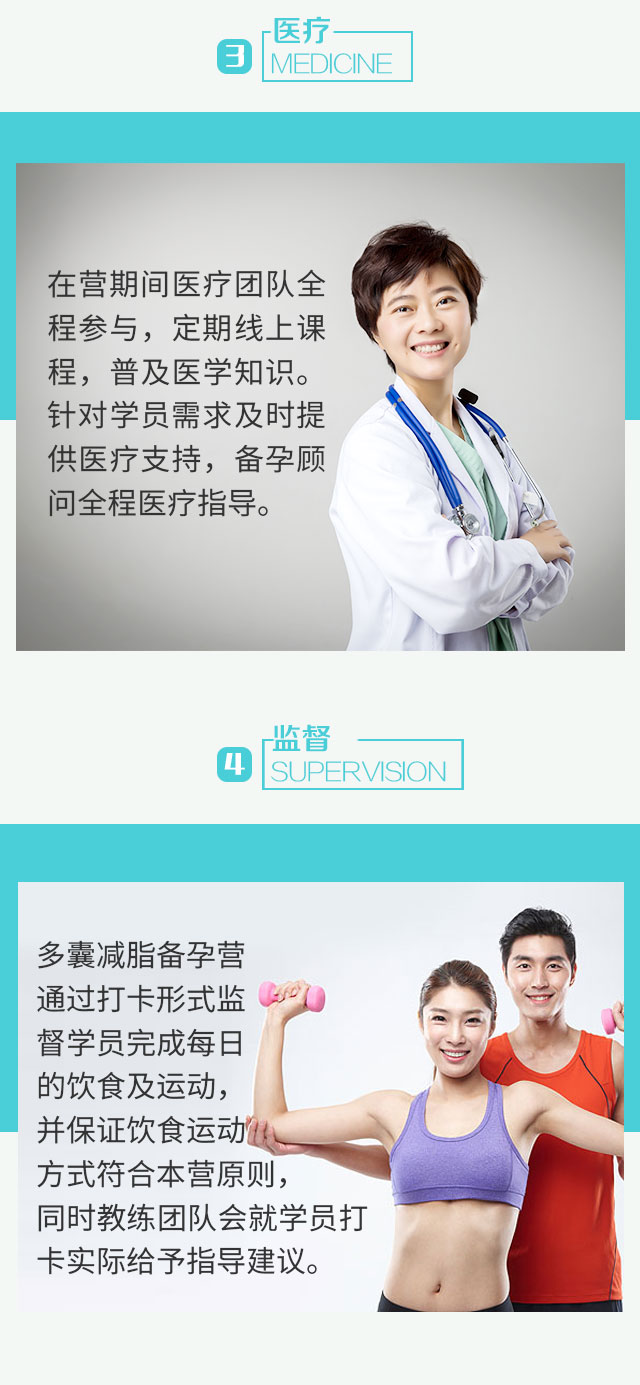 3
医疗
MEDICINE
在营期间医疗团队全
程参与，定期线上课
程，普及医学知识。
针对学员需求及时提
供医疗支持，备孕顾
问全程医疗指导。
4
监督
SUPERVISION
多囊减脂备孕营
通过打卡形式监
督学员完成每日
的饮食及运动，
并保证饮食运动
方式符合本营原则，
同时教练团队会就学员打
卡实际给予指导建议。